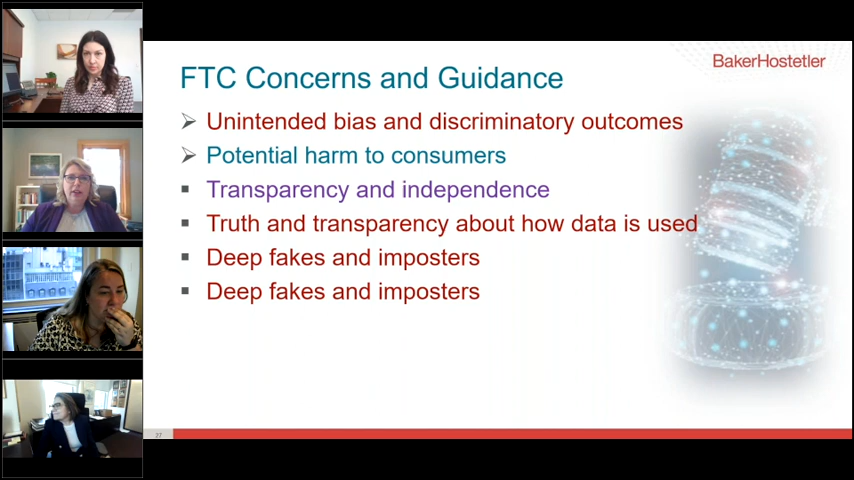 BakerHostetler
FTC Concerns and Guidance
Unintended bias and discriminatory outcomes
Potential harm to consumers
Transparency and independence
Truth and transparency about how data is used
Deep fakes and imposters
Deep fakes and imposters
27